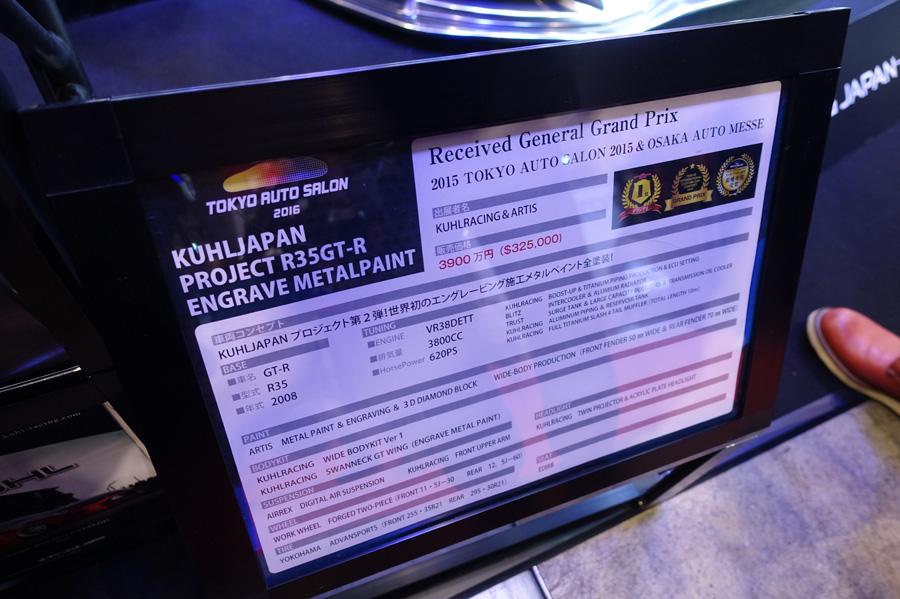 TOKYO AUTO SALON
2016
KUHLJAPAN
PROJECT R35GT-R
ENGRAVE METALPAINT
Received General Grand Prix
2015 TOKYO AUTO SALON 2015 & OSAKA AUTO MESSE
出展者名
KUHLRACING & ARTIS
販売価格
3900 万円 ($325,000)
GRAND PRIX
車両コンセプト
KUHLJAPAN プロジェクト第2弾!世界初のエングレービング施工メタルペイント全塗装!
BASE
■車名 GT-R
■型式 R35
■年式 2008
TUNING
■ENGINE VR38DETT
■排気量 3800CC
■HorsePower 620PS
KUHLRACING BOOST-UP & TITANIUM PIPING PRODUCTION & ECU SETTING
BLITZ INTERCOOLER & ALUMIUM RADIATOR
TRUST SURGE TANK & LARGE CAPACITY & TRANSMISSION OIL COOLER
KUHLRACING ALUMINUM PIPING & RESERVOIR TANK
KUHLRACING FULL TITANIUM SLASH 4 TAIL MUFFLER (TOTAL LENGTH 10m)
PAINT
ARTIS METAL PAINT & ENGRAVING & 3D DIAMOND BLOCK WIDE-BODY PRODUCTION (FRONT FENDER 50 ㎜ WIDE & REAR FENDER 70 ㎜ WIDE)
BODYKIT
KUHLRACING WIDE BODYKIT Ver 1
KUHLRACING SWANNECK GT WING (ENGRAVE METAL PAINT)
SUSPENSION
AIRREX DIGITAL AIR SUSPENSION KUHLRACING FRONT UPPER ARM
WHEEL
WORK WHEEL FORGED TWO-PIECE (FRONT 11・5J-30 REAR 12.5J-60)
TIRE
YOKOHAMA ADVANSPORTS (FRONT 255・35R21 REAR 295・30R21)
HEADLIGHT
KUHLRACING TWIN PROJECTOR & ACRYLIC PLATE HEADLIGHT
SEAT
EDIRB
JAPAN